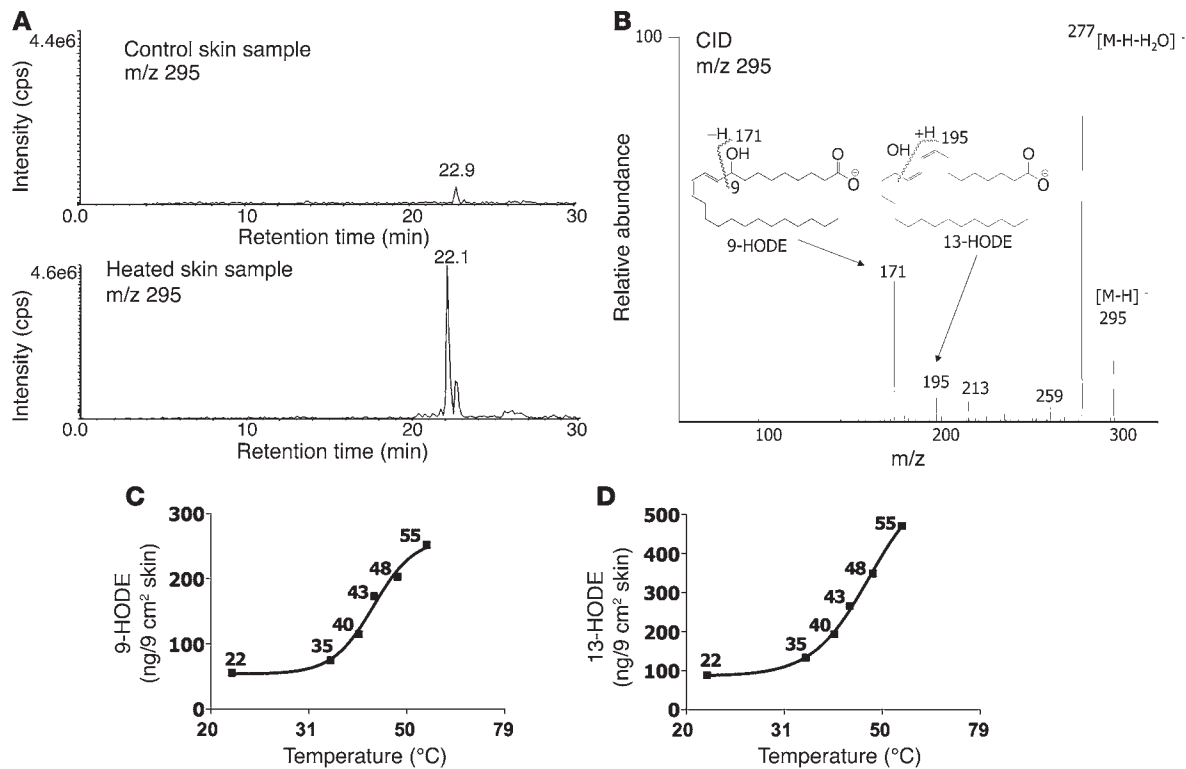 A
4.4e6
Control skin sample
m/z 295
Intensity (cps)
22.9
0.0
10
20
30
Retention time (min)
4.6e6
Heated skin sample
m/z 295
Intensity (cps)
22.1
0.0
10
20
30
Retention time (min)
B
100
CID
m/z 295
277 [M-H-H₂O] -
Relative abundance
–H 171
OH
O
O
⊖
9
9-HODE
+H 195
OH
O
O
⊖
13-HODE
171
[M-H] -
295
195
213
259
100
200
300
m/z
C
300
200
100
0
9-HODE
(ng/9 cm² skin)
22
35
40
43
48
55
20
31
50
79
Temperature (°C)
D
500
400
300
200
100
0
13-HODE
(ng/9 cm² skin)
22
35
40
43
48
55
20
31
50
79
Temperature (°C)